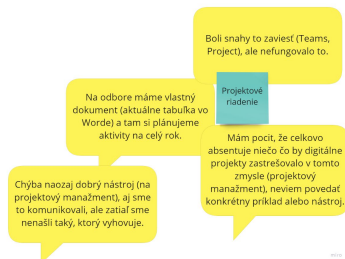 Boli snahy to zaviesť (Teams,
Project), ale nefungovalo to.
Projektové
riadenie
Na odbore máme vlastný
dokument (aktuálne tabuľka vo
Worde) a tam si plánujeme
aktivity na celý rok.
Mám pocit, že celkovo
absentuje niečo čo by digitálne
projekty zastrešovalo v tomto
zmysle (projektový
manažment), neviem povedať
konkrétny príklad alebo nástroj.
Chýba naozaj dobrý nástroj (na
projektový manažment), aj sme
to komunikovali, ale zatiaľ sme
nenašli taký, ktorý vyhovuje.
miro